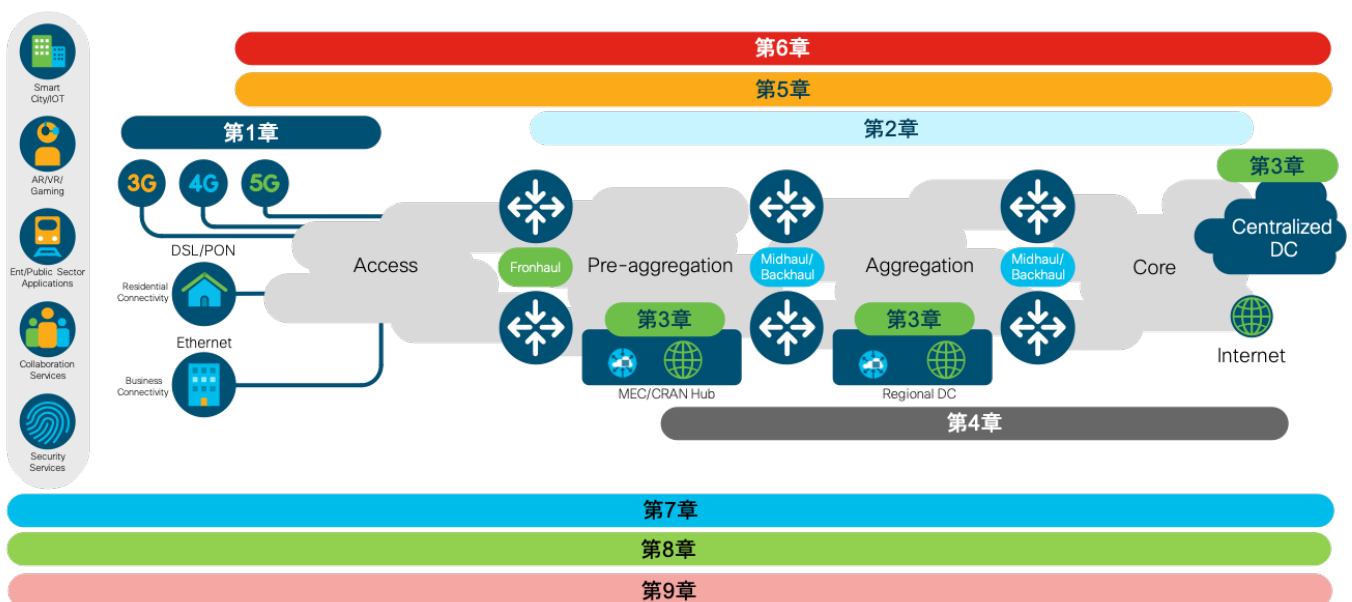 第6章
第5章
第2章
第1章
第3章
3G
4G
5G
Smart
City/IOT
AR/VR/
Gaming
Ent/Public Sector
Applications
Collaboration
Services
Security
Services
DSL/PON
Residential
Connectivity
Ethernet
Business
Connectivity
Access
Fronhaul
Pre-aggregation
Midhaul/
Backhaul
Aggregation
Midhaul/
Backhaul
Core
Centralized
DC
Internet
第3章
MEC/CRAN Hub
第3章
Regional DC
第4章
第7章
第8章
第9章